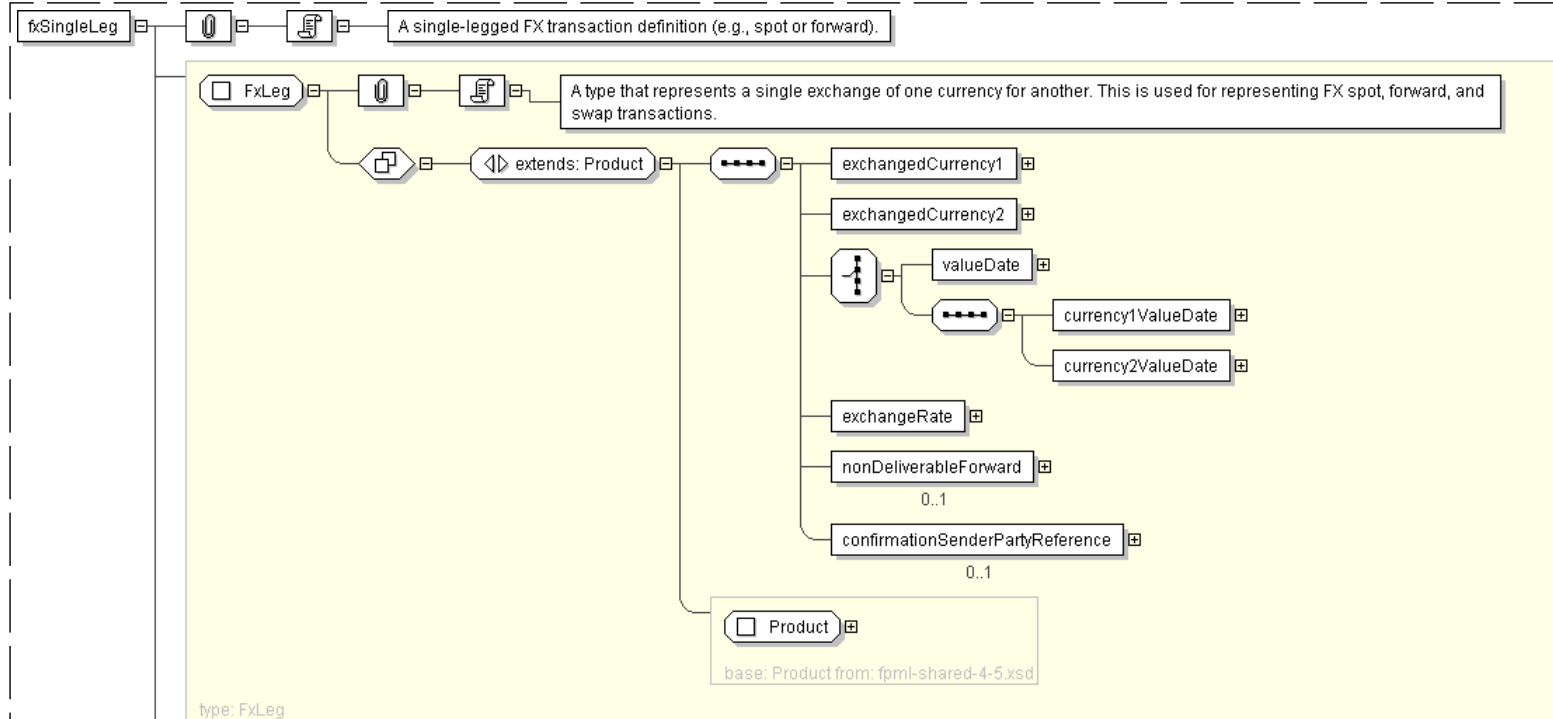 fxSingleLeg
A single-legged FX transaction definition (e.g., spot or forward).
FxLeg
A type that represents a single exchange of one currency for another. This is used for representing FX spot, forward, and
swap transactions.
extends: Product
exchangedCurrency1
exchangedCurrency2
valueDate
currency1ValueDate
currency2ValueDate
exchangeRate
nonDeliverableForward
0..1
confirmationSenderPartyReference
0..1
Product
base: Product from: fpml-shared-4-5.xsd
type: FxLeg